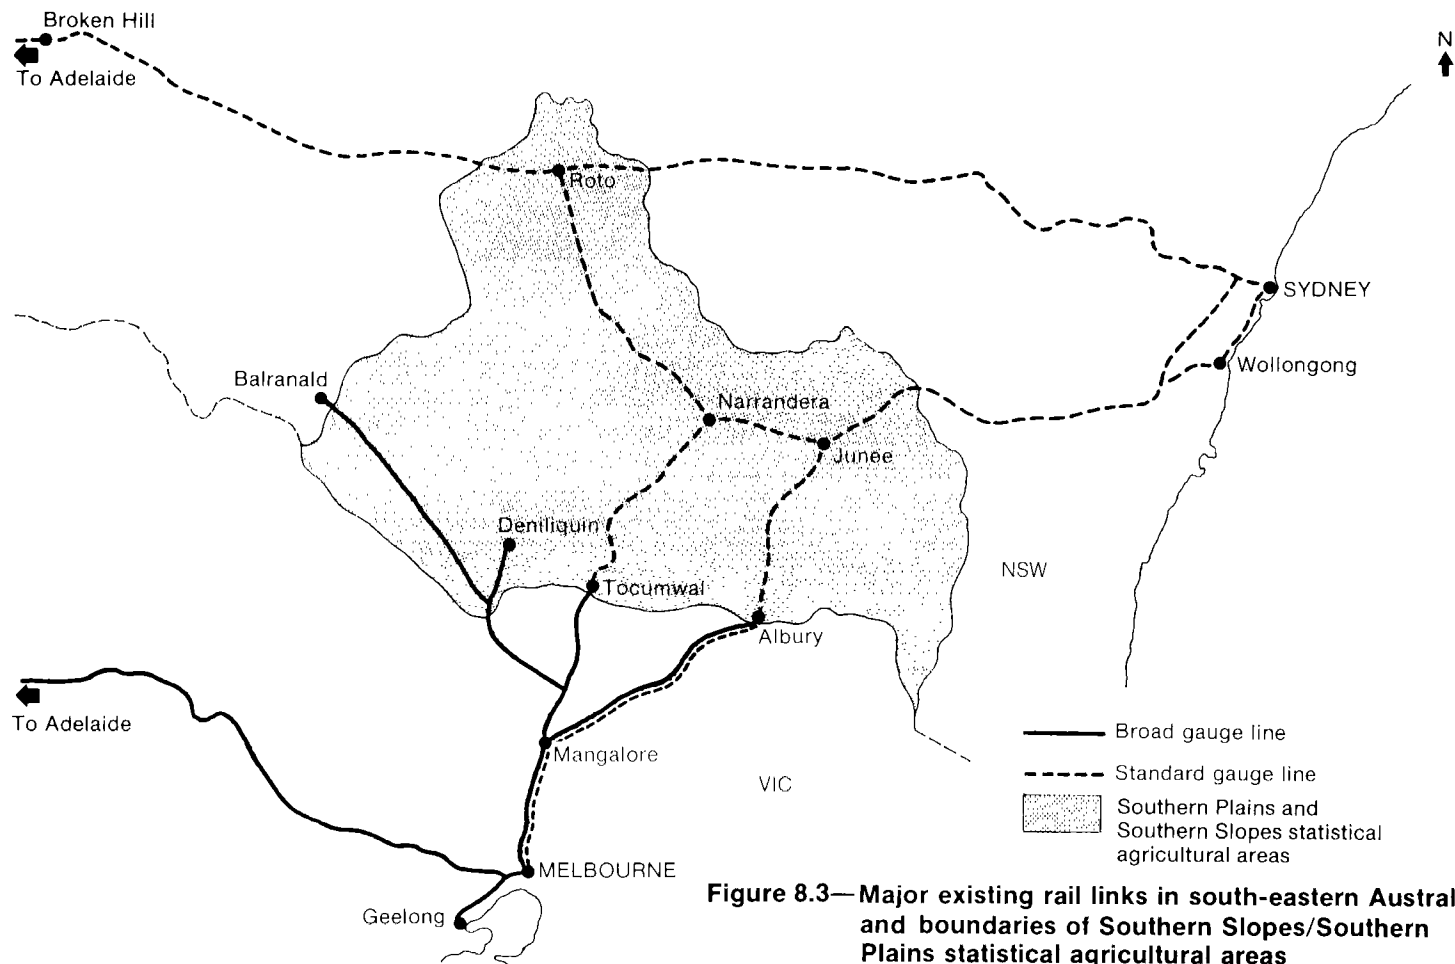 Broken Hill
N
To Adelaide
Roto
SYDNEY
Wollongong
Balranald
Narrandera
Junee
Deniliquin
NSW
Tocumwal
Albury
To Adelaide
Mangalore
VIC
Broad gauge line
Standard gauge line
Southern Plains and
Southern Slopes statistical
agricultural areas
MELBOURNE
Geelong
Figure 8.3—Major existing rail links in south-eastern Austral
and boundaries of Southern Slopes/Southern
Plains statistical agricultural areas